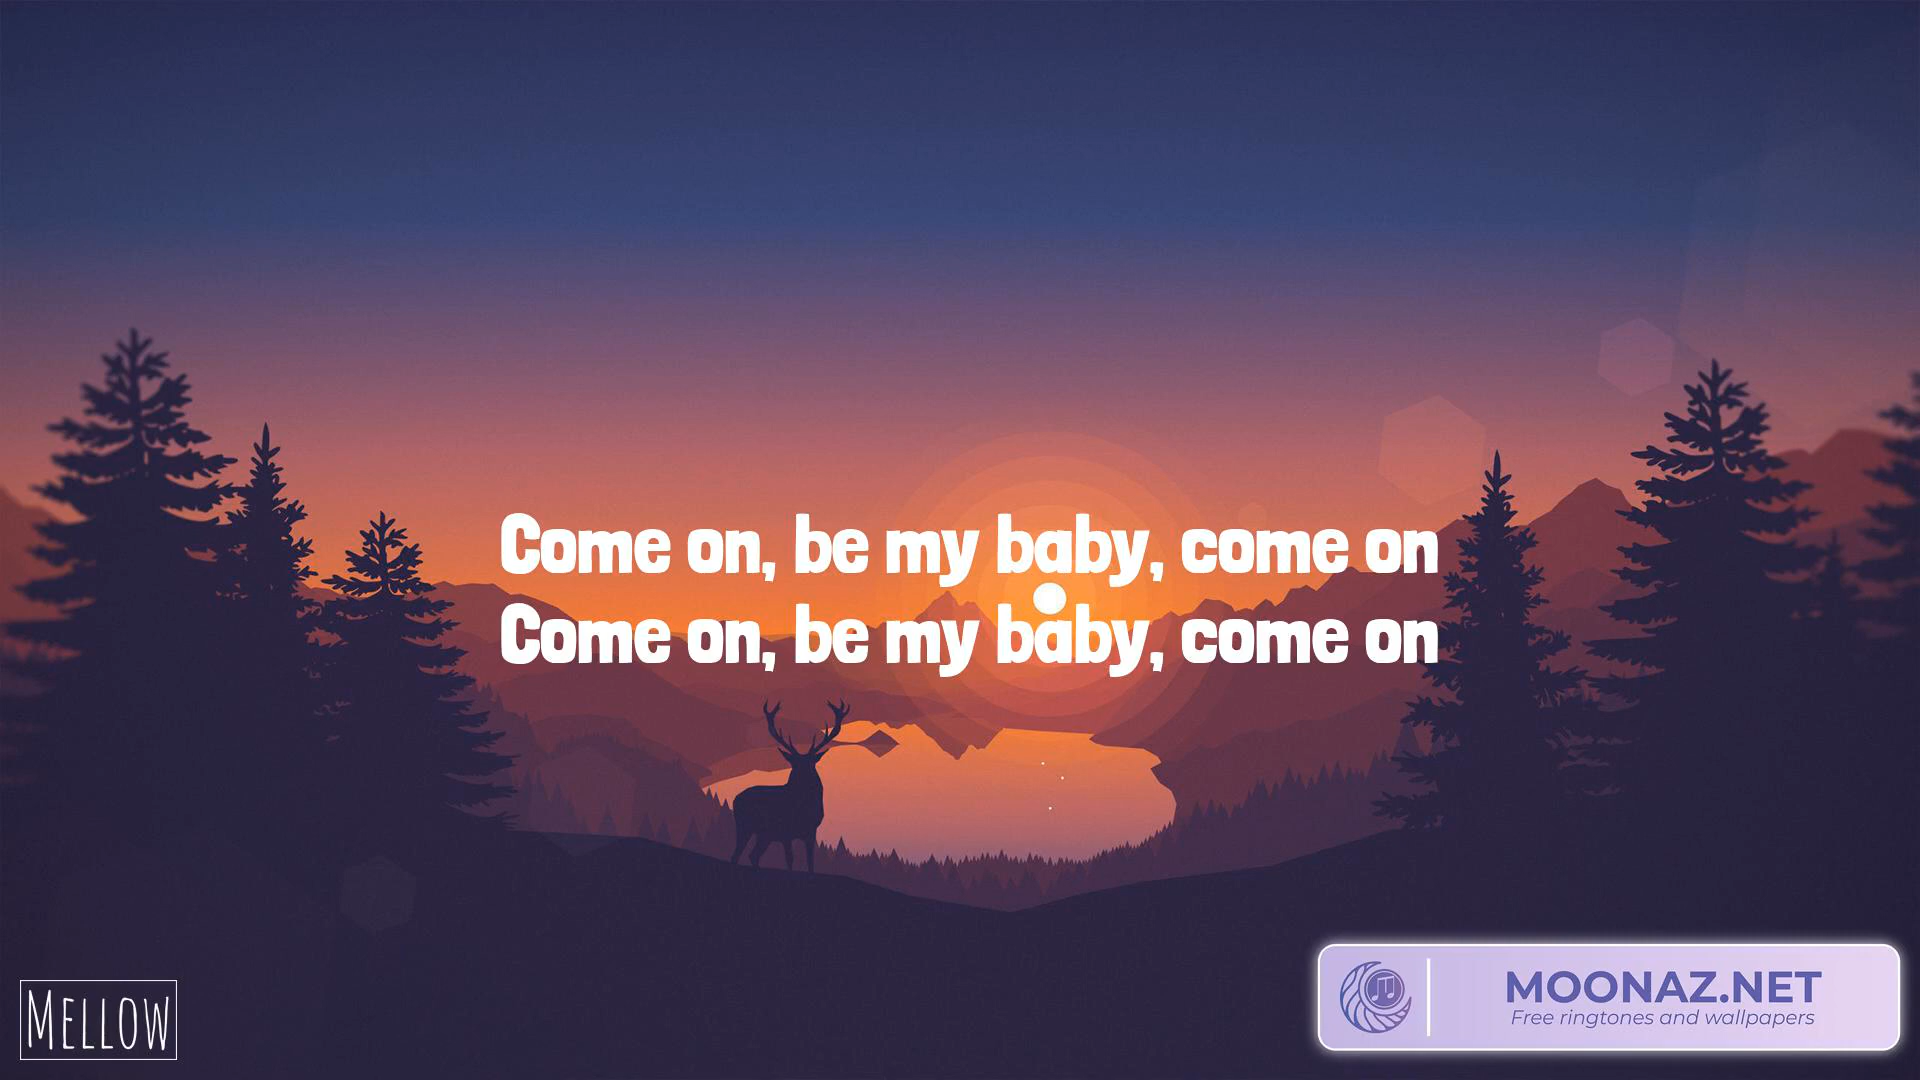 Come on, be my baby, come on
Come on, be my baby, come on
MELLOW
MOONAZ.NET
Free ringtones and wallpapers